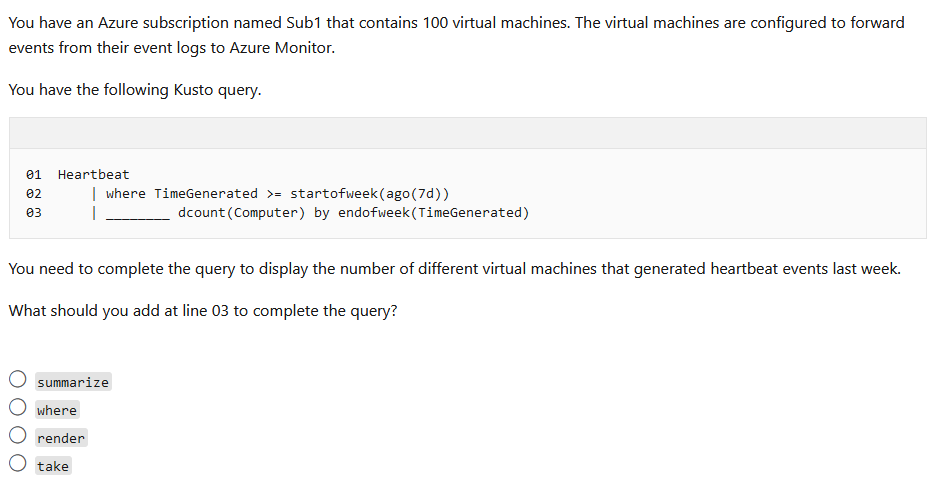 You have an Azure subscription named Sub1 that contains 100 virtual machines. The virtual machines are configured to forward
events from their event logs to Azure Monitor.
You have the following Kusto query.
01 Heartbeat
02 | where TimeGenerated >= startofweek(ago(7d))
03 | ________ dcount(Computer) by endofweek(TimeGenerated)
You need to complete the query to display the number of different virtual machines that generated heartbeat events last week.
What should you add at line 03 to complete the query?
summarize
where
render
take